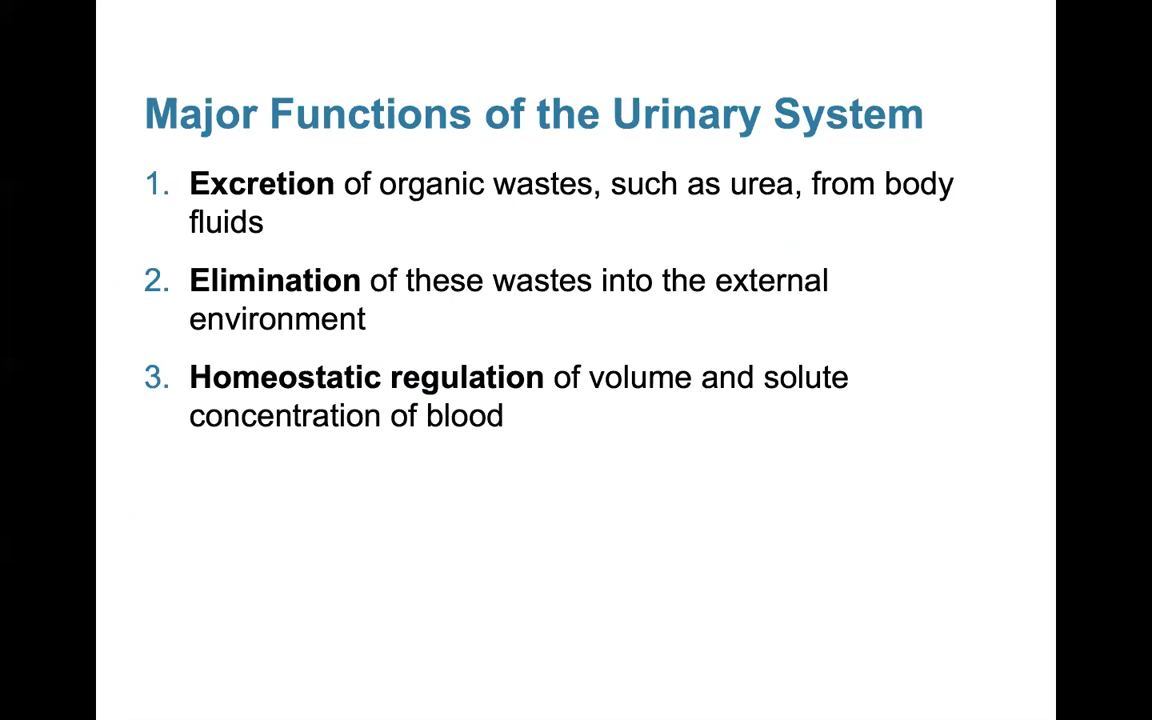 Major Functions of the Urinary System
1. Excretion of organic wastes, such as urea, from body
fluids
2. Elimination of these wastes into the external
environment
3. Homeostatic regulation of volume and solute
concentration of blood